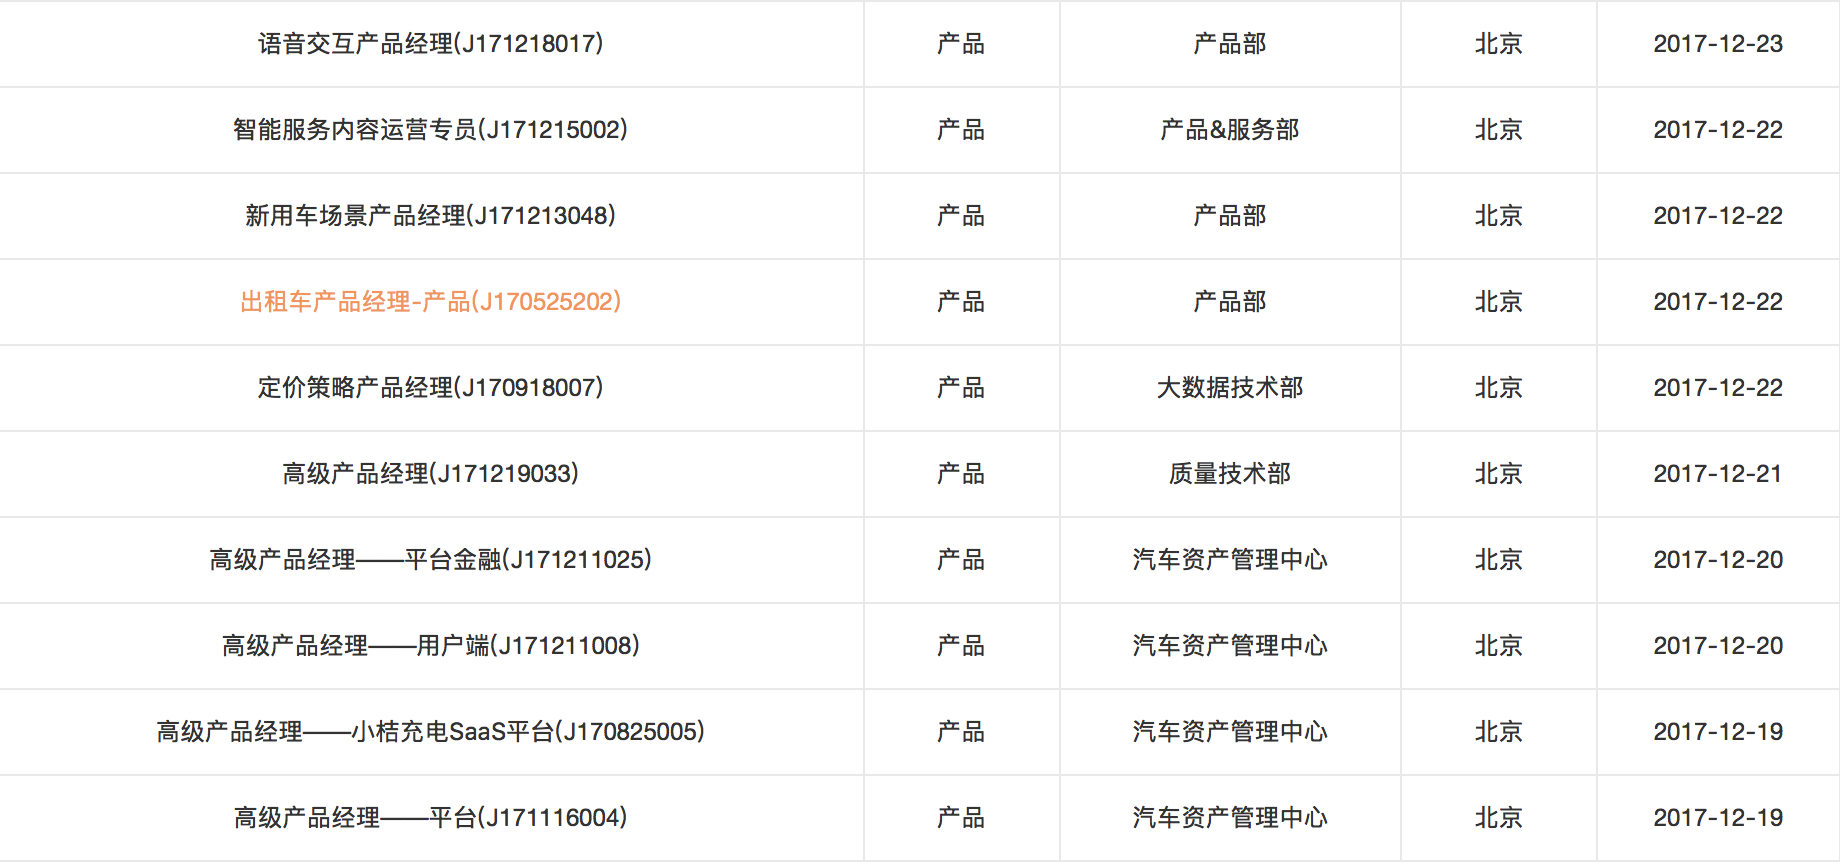 语音交互产品经理(J171218017) 产品 产品部 北京 2017-12-23
智能服务内容运营专员(J171215002) 产品 产品&服务部 北京 2017-12-22
新用车场景产品经理(J171213048) 产品 产品部 北京 2017-12-22
出租车产品经理-产品(J170525202) 产品 产品部 北京 2017-12-22
定价策略产品经理(J170918007) 产品 大数据技术部 北京 2017-12-22
高级产品经理(J171219033) 产品 质量技术部 北京 2017-12-21
高级产品经理——平台金融(J171211025) 产品 汽车资产管理中心 北京 2017-12-20
高级产品经理——用户端(J171211008) 产品 汽车资产管理中心 北京 2017-12-20
高级产品经理——小桔充电SaaS平台(J170825005) 产品 汽车资产管理中心 北京 2017-12-19
高级产品经理——平台(J171116004) 产品 汽车资产管理中心 北京 2017-12-19